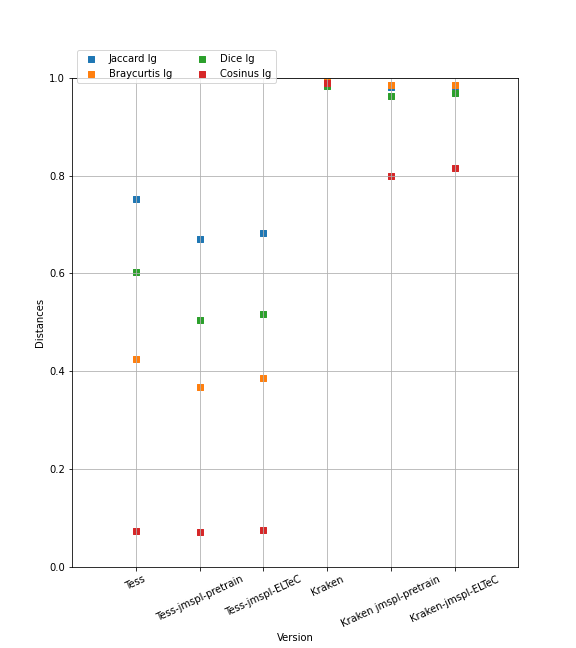 Jaccard lg Dice lg
Braycurtis lg Cosinus lg
1.0
0.8
0.6
0.4
0.2
0.0
Distances
Tess Tess-jmspl-pretrain Tess-jmspl-ELTeC Kraken Kraken jmspl-pretrain Kraken-jmspl-ELTeC
Version